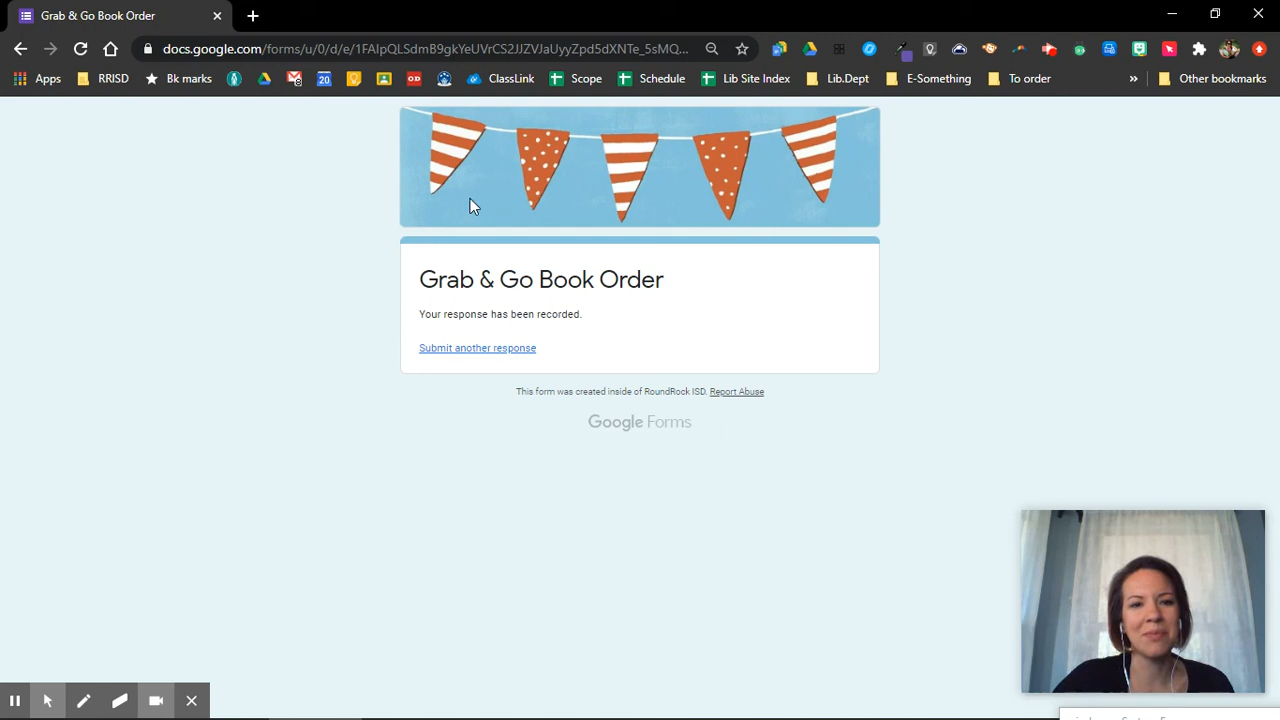 Grab & Go Book Order
docs.google.com/forms/u/0/d/e/1FAIpQLSdmB9gkYeUVrCS2JJZVJaUyyZpd5dXNTe_5sMQ...
Apps RRISD Bk marks 20 OD ClassLink Scope Schedule Lib Site Index Lib.Dept E-Something To order » Other bookmarks
Grab & Go Book Order
Your response has been recorded.
Submit another response
This form was created inside of RoundRock ISD. Report Abuse
Google Forms